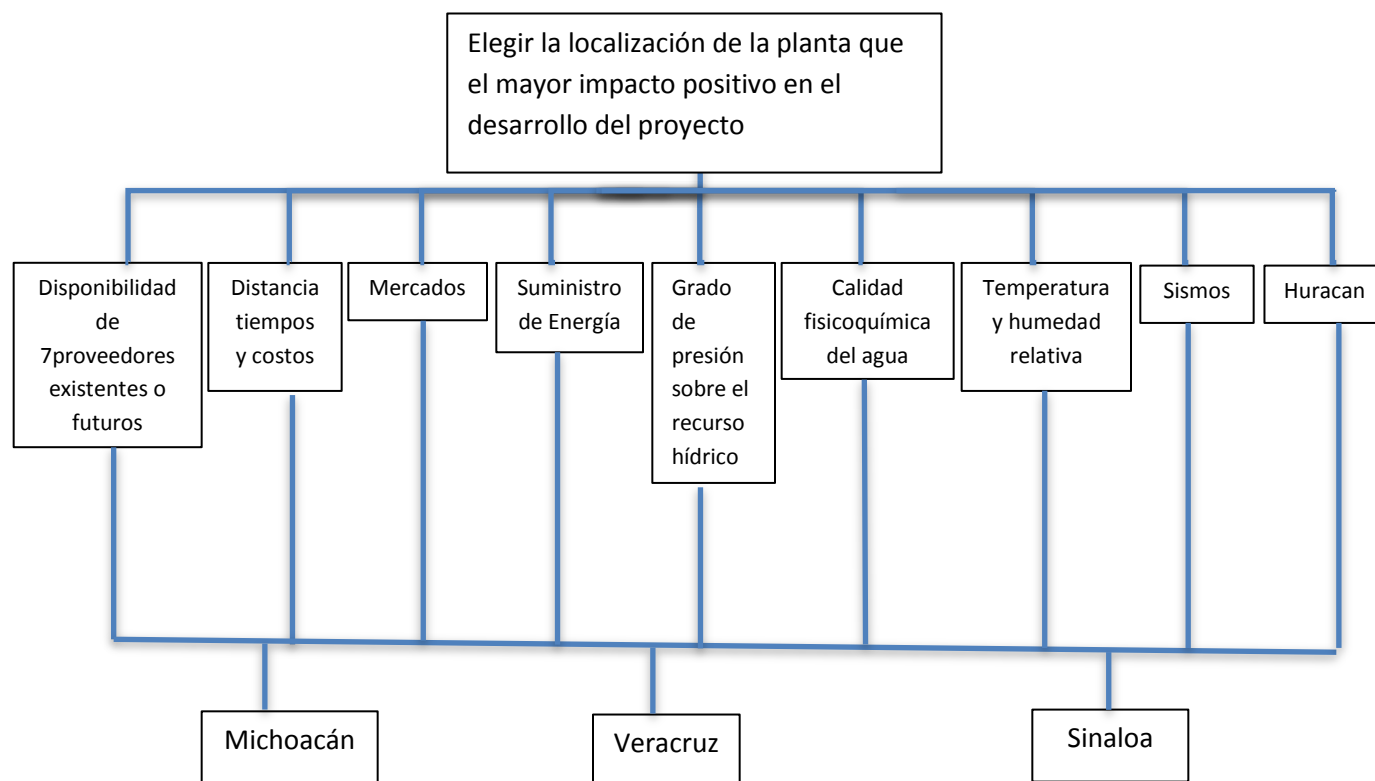 Elegir la localización de la planta que
el mayor impacto positivo en el
desarrollo del proyecto
Disponibilidad
de
7proveedores
existentes o
futuros
Distancia
tiempos
y costos
Mercados
Suministro
de Energía
Grado
de
presión
sobre el
recurso
hídrico
Calidad
fisicoquímica
del agua
Temperatura
y humedad
relativa
Sismos
Huracan
Michoacán
Veracruz
Sinaloa